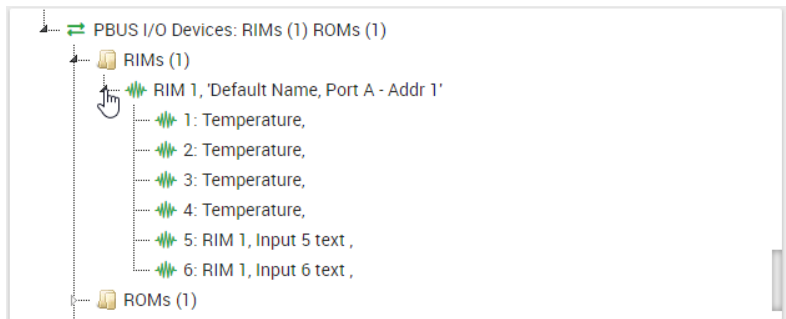 PBUS I/O Devices: RIMs (1) ROMs (1)
RIMs (1)
RIM 1, 'Default Name, Port A - Addr 1'
1: Temperature,
2: Temperature,
3: Temperature,
4: Temperature,
5: RIM 1, Input 5 text ,
6: RIM 1, Input 6 text ,
ROMs (1)